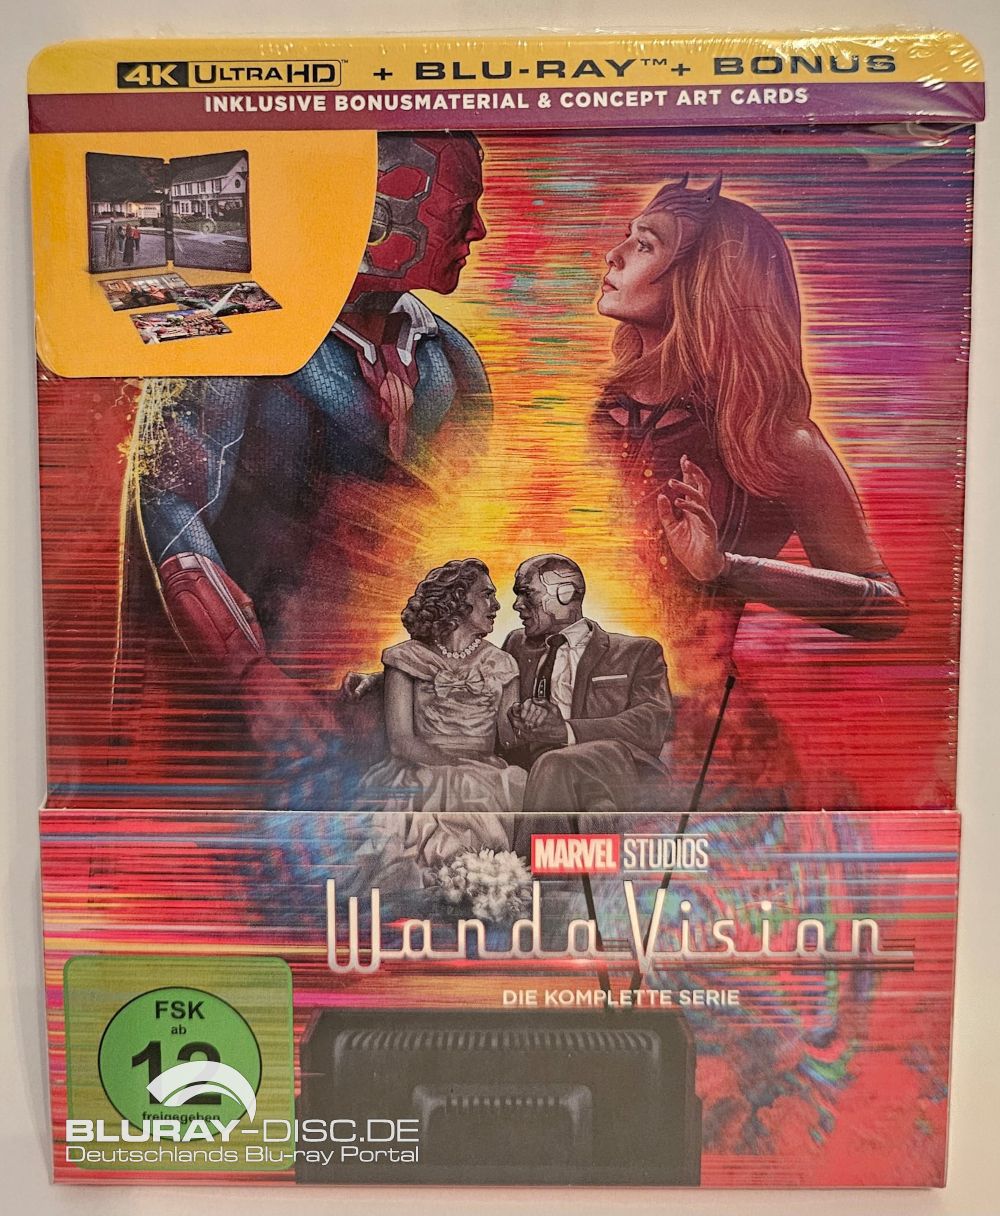 4K ULTRA HD™ + BLU-RAY™ + BONUS
INKLUSIVE BONUSMATERIAL & CONCEPT ART CARDS
MARVEL STUDIOS
WandaVision
DIE KOMPLETTE SERIE
FSK
ab
12
freigegeben
BLURAY-DISC.DE
Deutschlands Blu-ray Portal